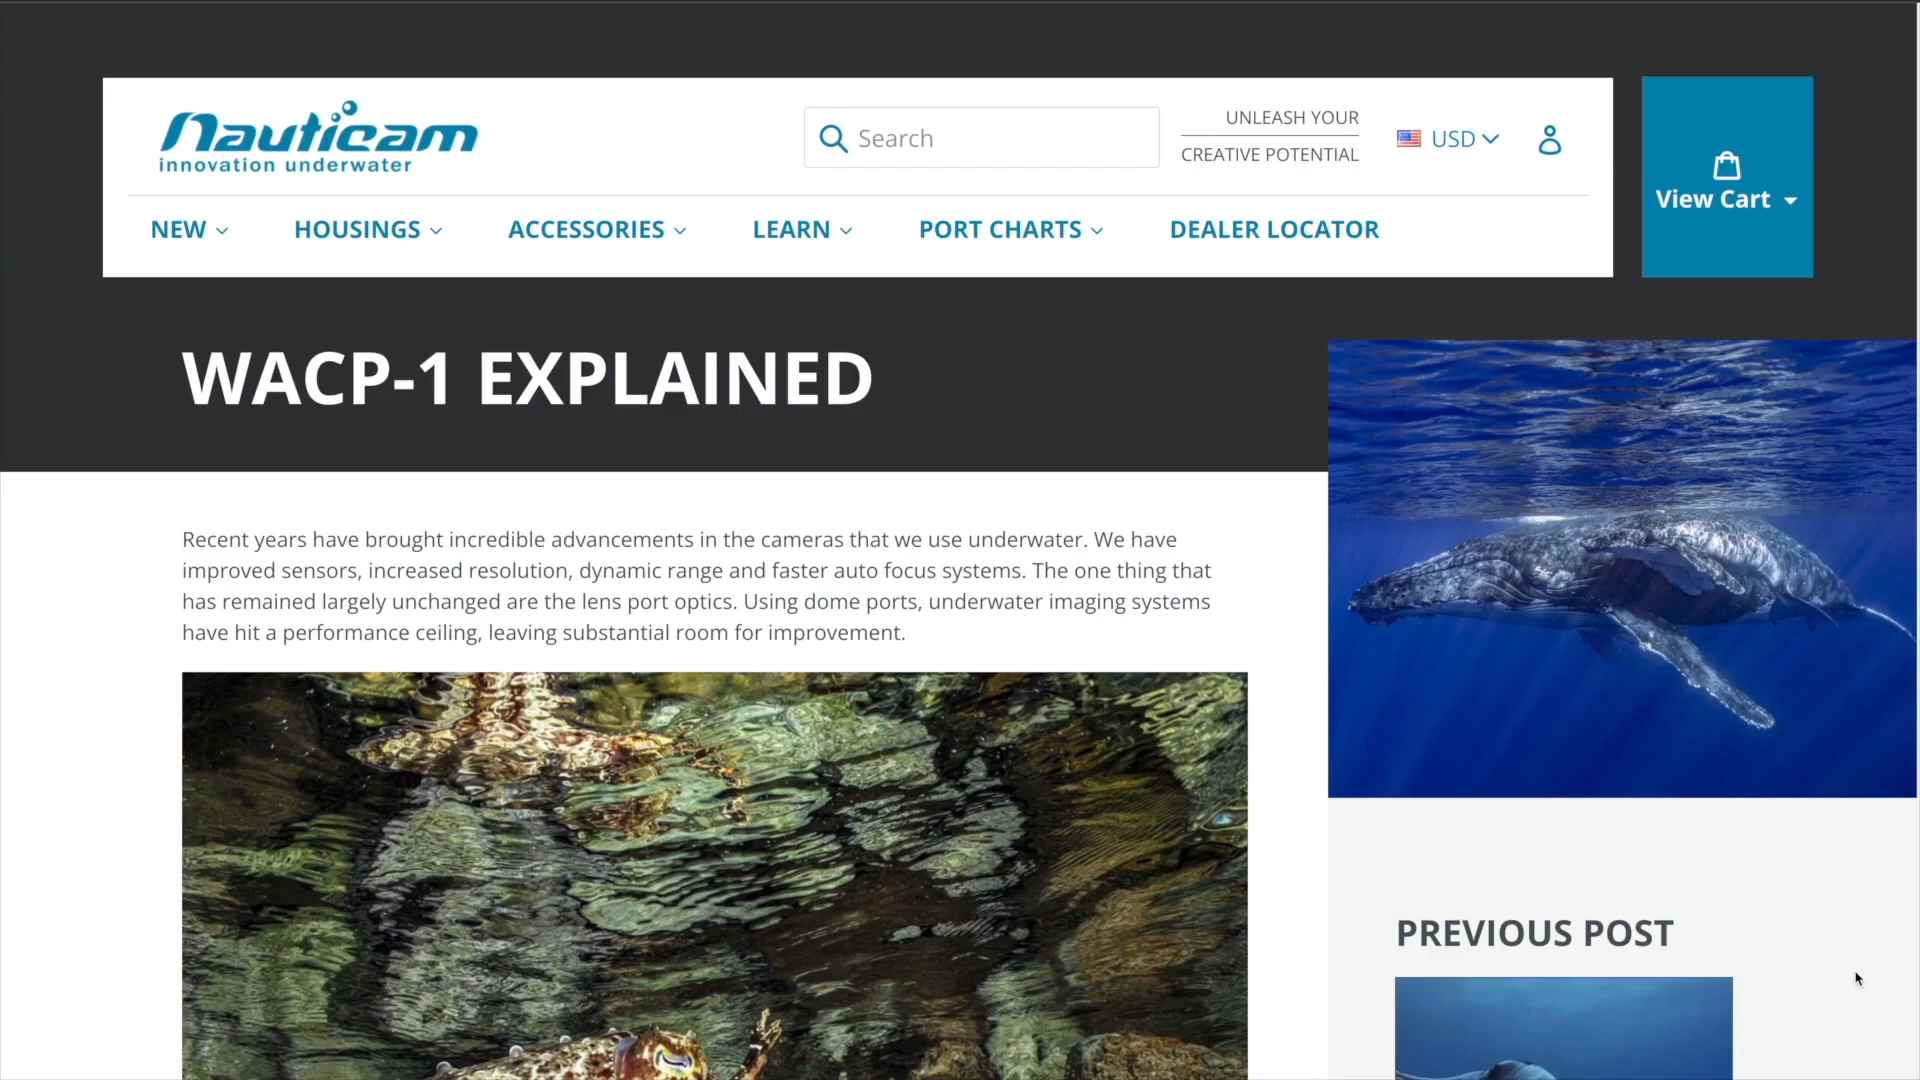 nauticam
innovation underwater
Search
UNLEASH YOUR
CREATIVE POTENTIAL
USD
View Cart
NEW
HOUSINGS
ACCESSORIES
LEARN
PORT CHARTS
DEALER LOCATOR
WACP-1 EXPLAINED
Recent years have brought incredible advancements in the cameras that we use underwater. We have
improved sensors, increased resolution, dynamic range and faster auto focus systems. The one thing that
has remained largely unchanged are the lens port optics. Using dome ports, underwater imaging systems
have hit a performance ceiling, leaving substantial room for improvement.
PREVIOUS POST